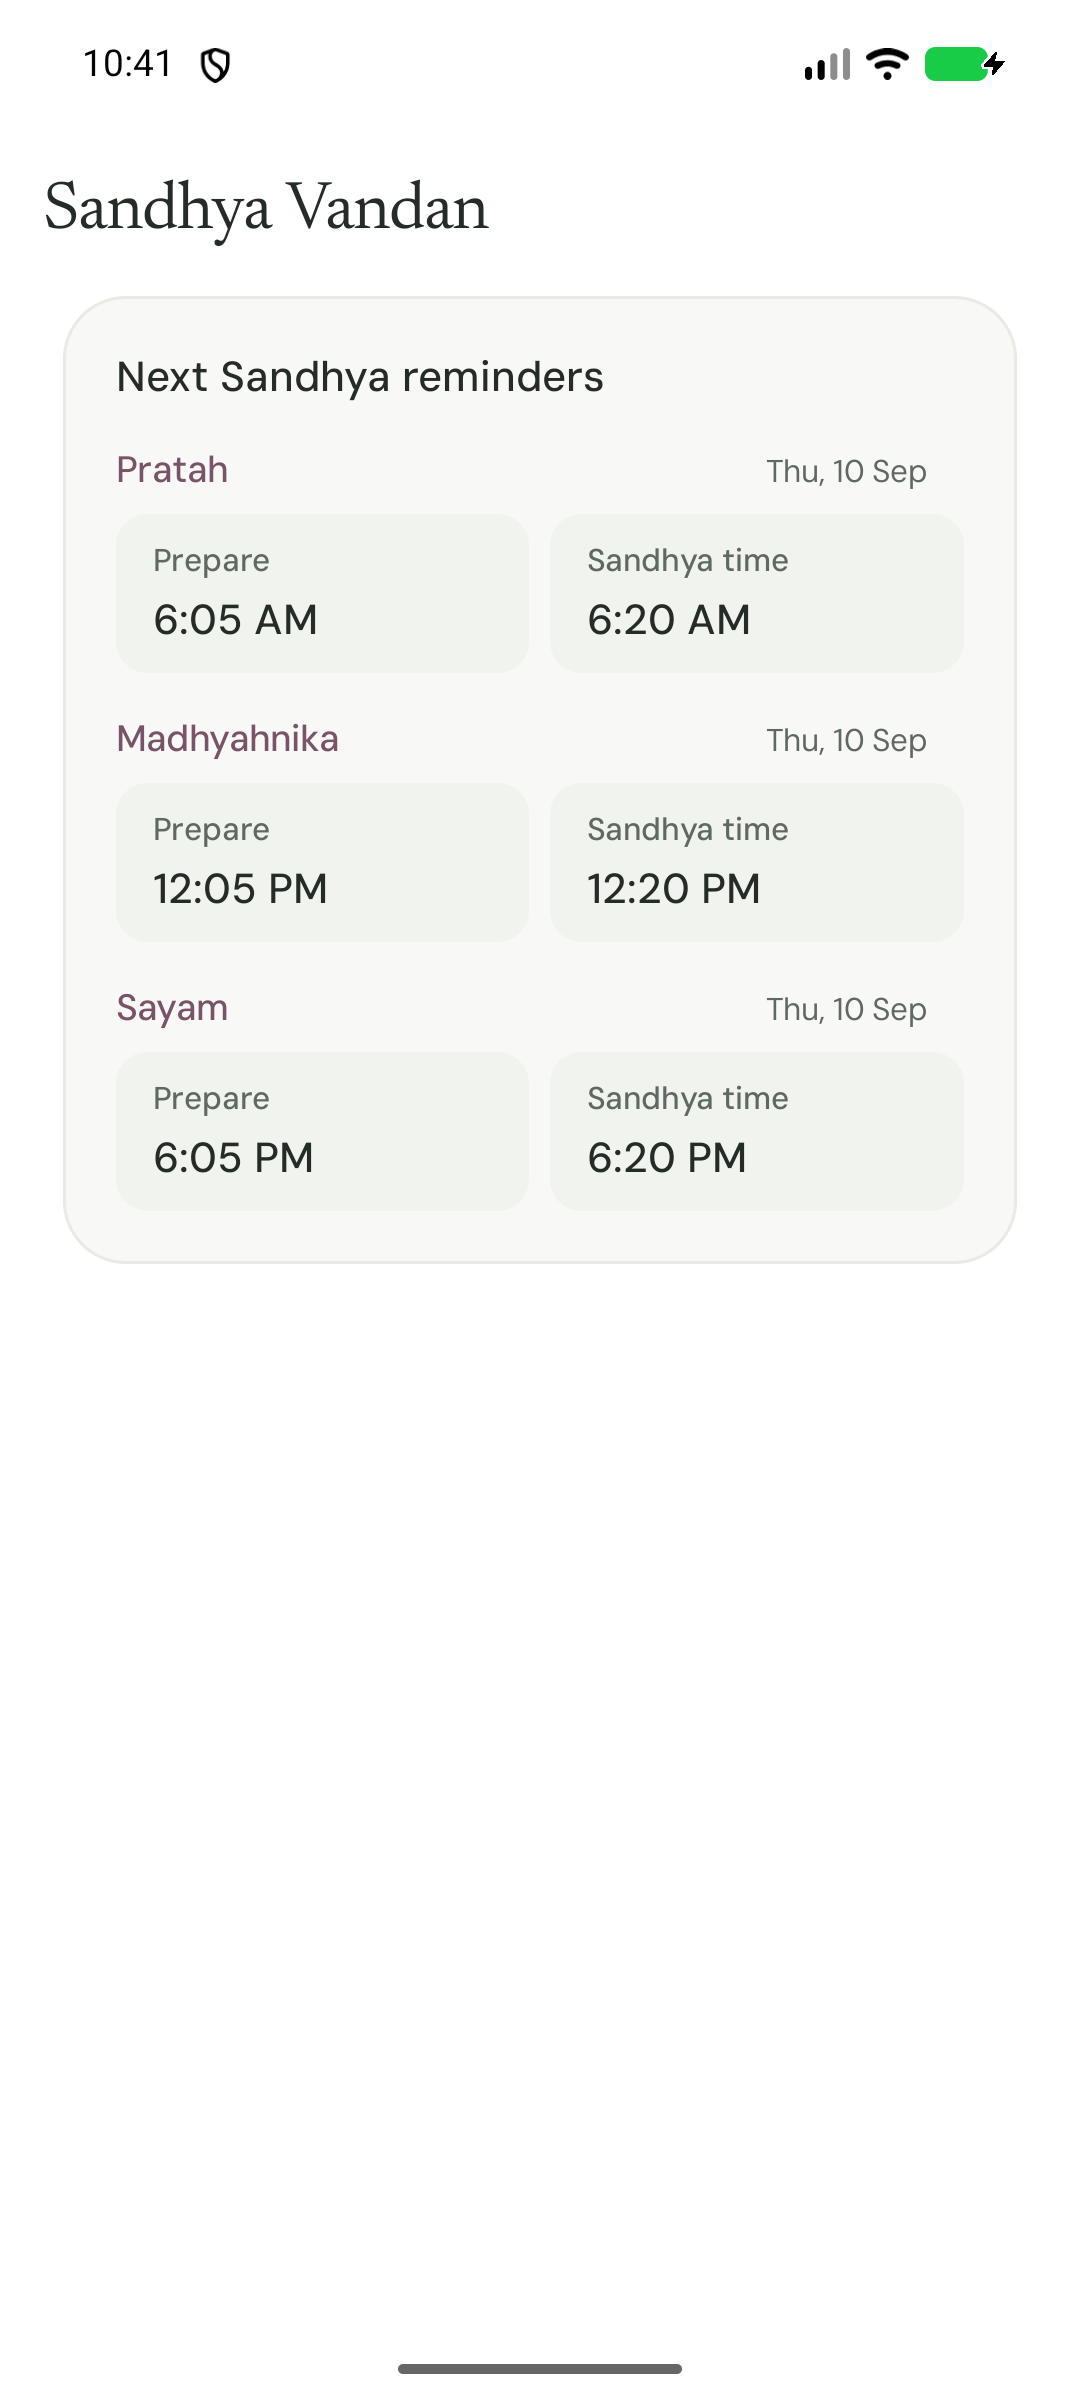 10:41
Sandhya Vandan
Next Sandhya reminders
Pratah Thu, 10 Sep
Prepare Sandhya time
6:05 AM 6:20 AM
Madhyahnika Thu, 10 Sep
Prepare Sandhya time
12:05 PM 12:20 PM
Sayam Thu, 10 Sep
Prepare Sandhya time
6:05 PM 6:20 PM